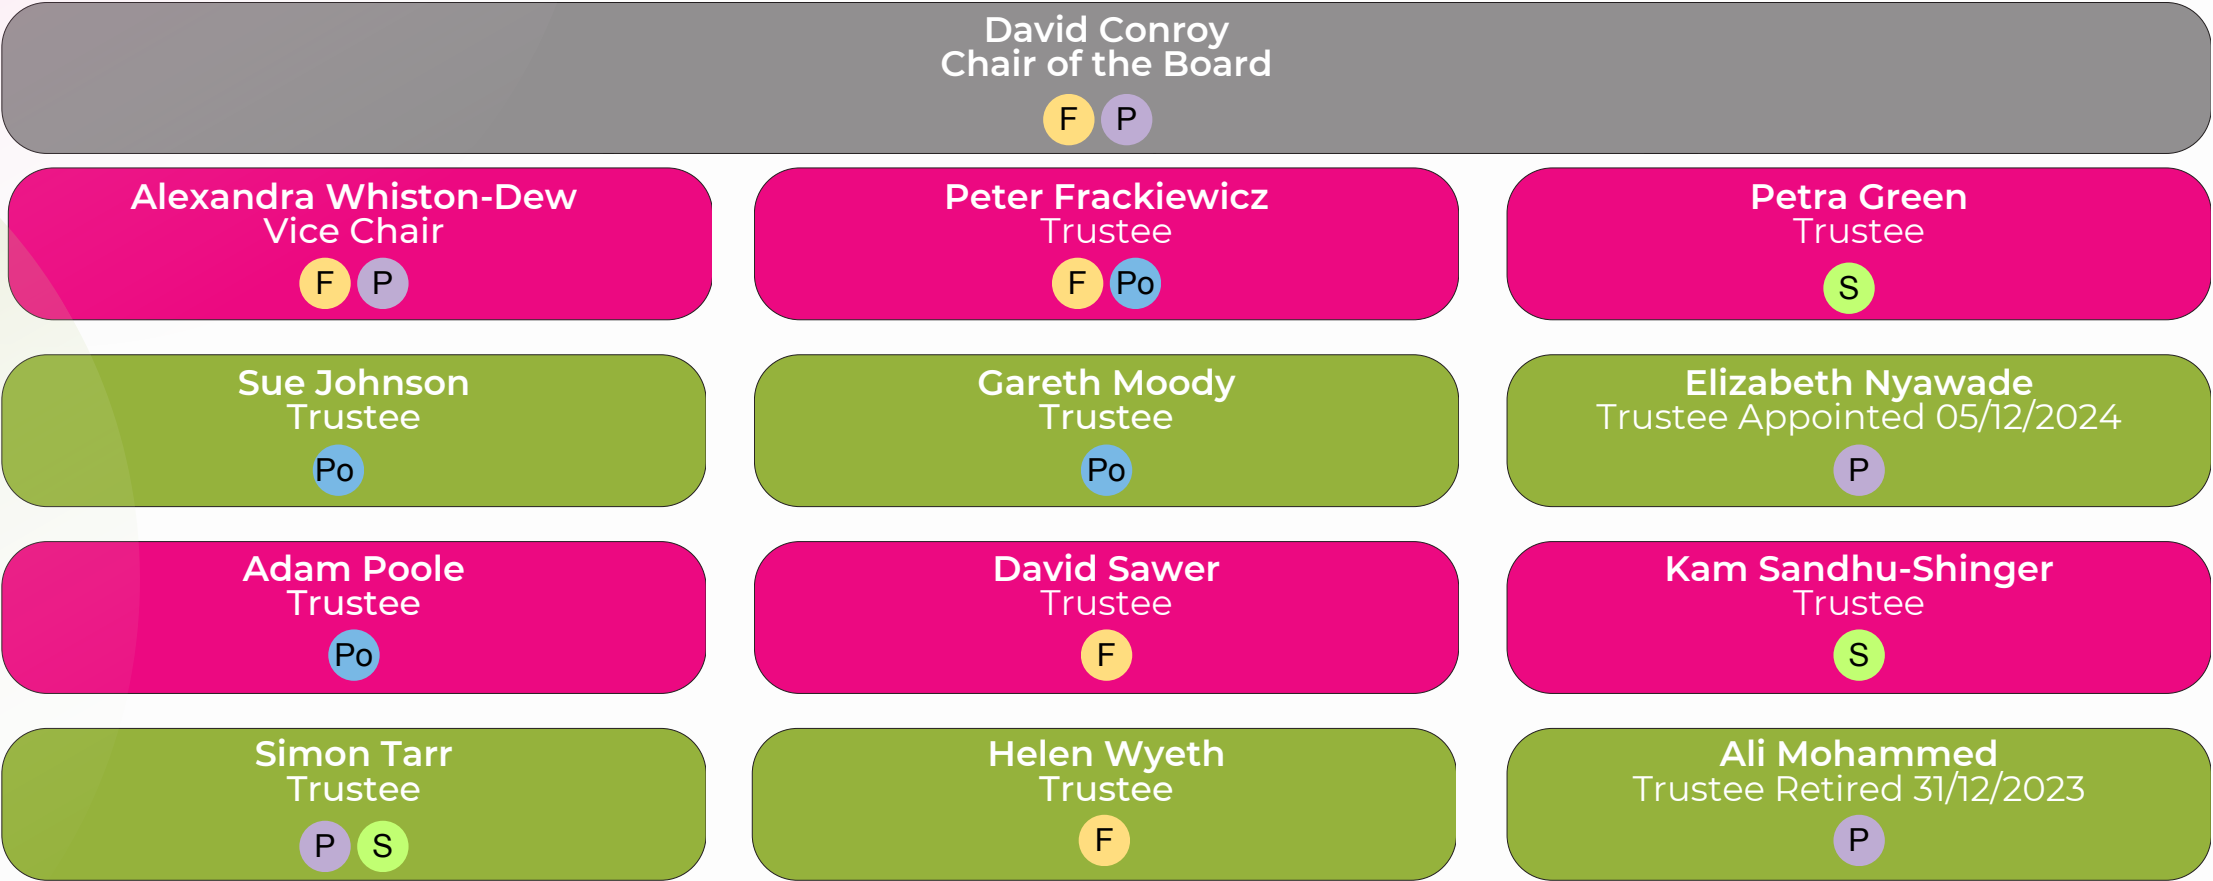 David Conroy
Chair of the Board
F P
Alexandra Whiston-Dew
Vice Chair
F P
Peter Frackiewicz
Trustee
F Po
Petra Green
Trustee
S
Sue Johnson
Trustee
Po
Gareth Moody
Trustee
Po
Elizabeth Nyawade
Trustee Appointed 05/12/2024
P
Adam Poole
Trustee
Po
David Sawer
Trustee
F
Kam Sandhu-Shinger
Trustee
S
Simon Tarr
Trustee
P S
Helen Wyeth
Trustee
F
Ali Mohammed
Trustee Retired 31/12/2023
P